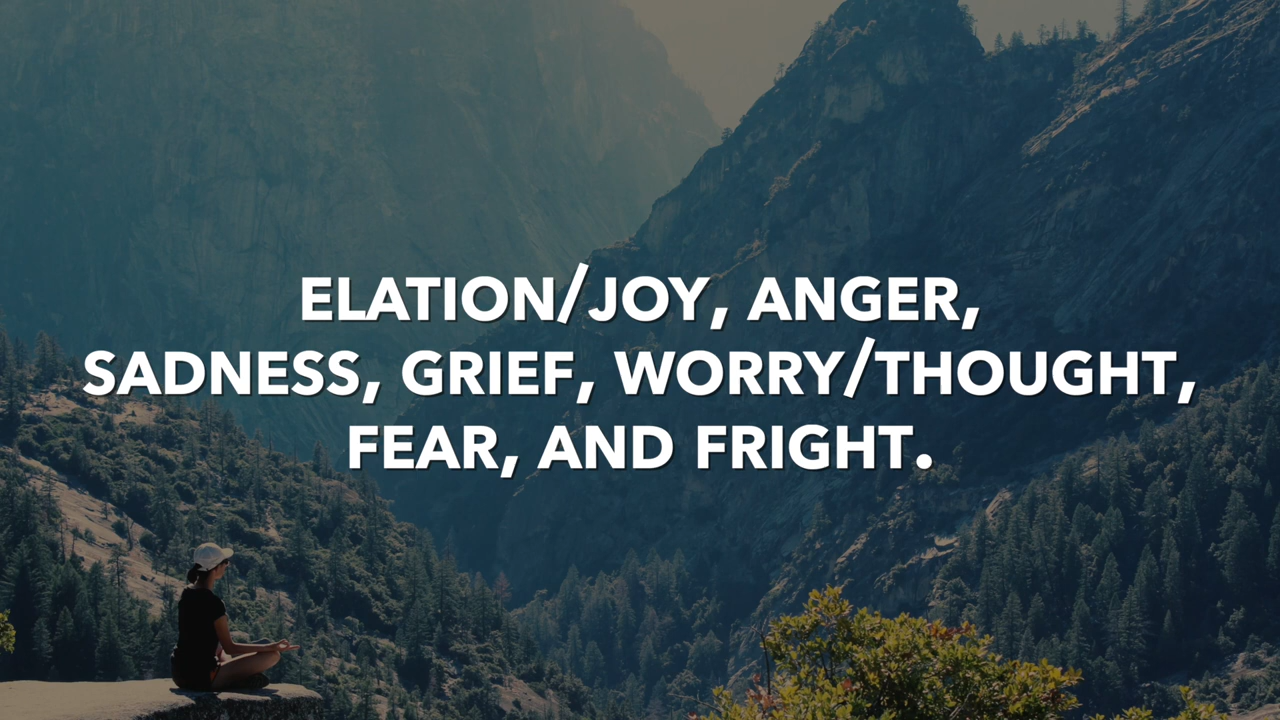 ELATION/JOY, ANGER,
SADNESS, GRIEF, WORRY/THOUGHT,
FEAR, AND FRIGHT.